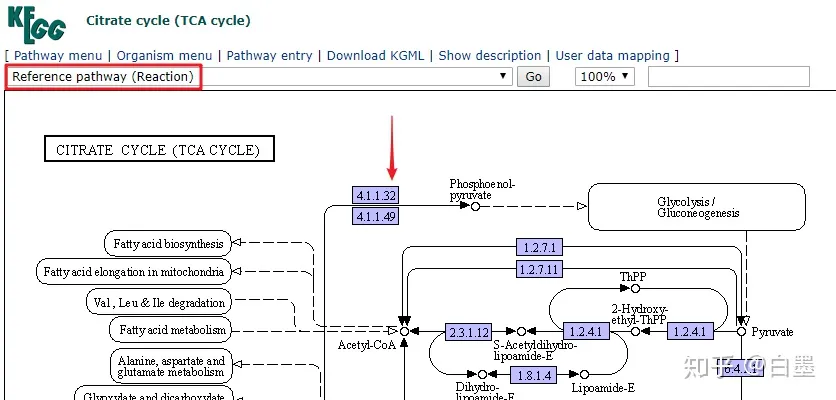 KEGG
Citrate cycle (TCA cycle)
[ Pathway menu | Organism menu | Pathway entry | Download KGML | Show description | User data mapping ]
Reference pathway (Reaction)
Go
100%
CITRATE CYCLE (TCA CYCLE)
4.1.1.32
4.1.1.49
Phosphoenol-
pyruvate
Glycolysis /
Gluconeogenesis
Fatty acid biosynthesis
Fatty acid elongation in mitochondria
Val, Leu & Ile degradation
Fatty acid metabolism
Alanine, aspartate and
glutamate metabolism
Glyoxylate and dicarboxylate
1.2.7.1
1.2.7.11
ThPP
2-Hydroxy-
ethyl-ThPP
Acetyl-CoA
2.3.1.12
1.2.4.1
1.2.4.1
Pyruvate
S-Acetyldihydro-
lipoamide-E
1.8.1.4
Dihydro-
lipoamide-E
Lipoamide-E
6.4.1.1
知乎 @白墨